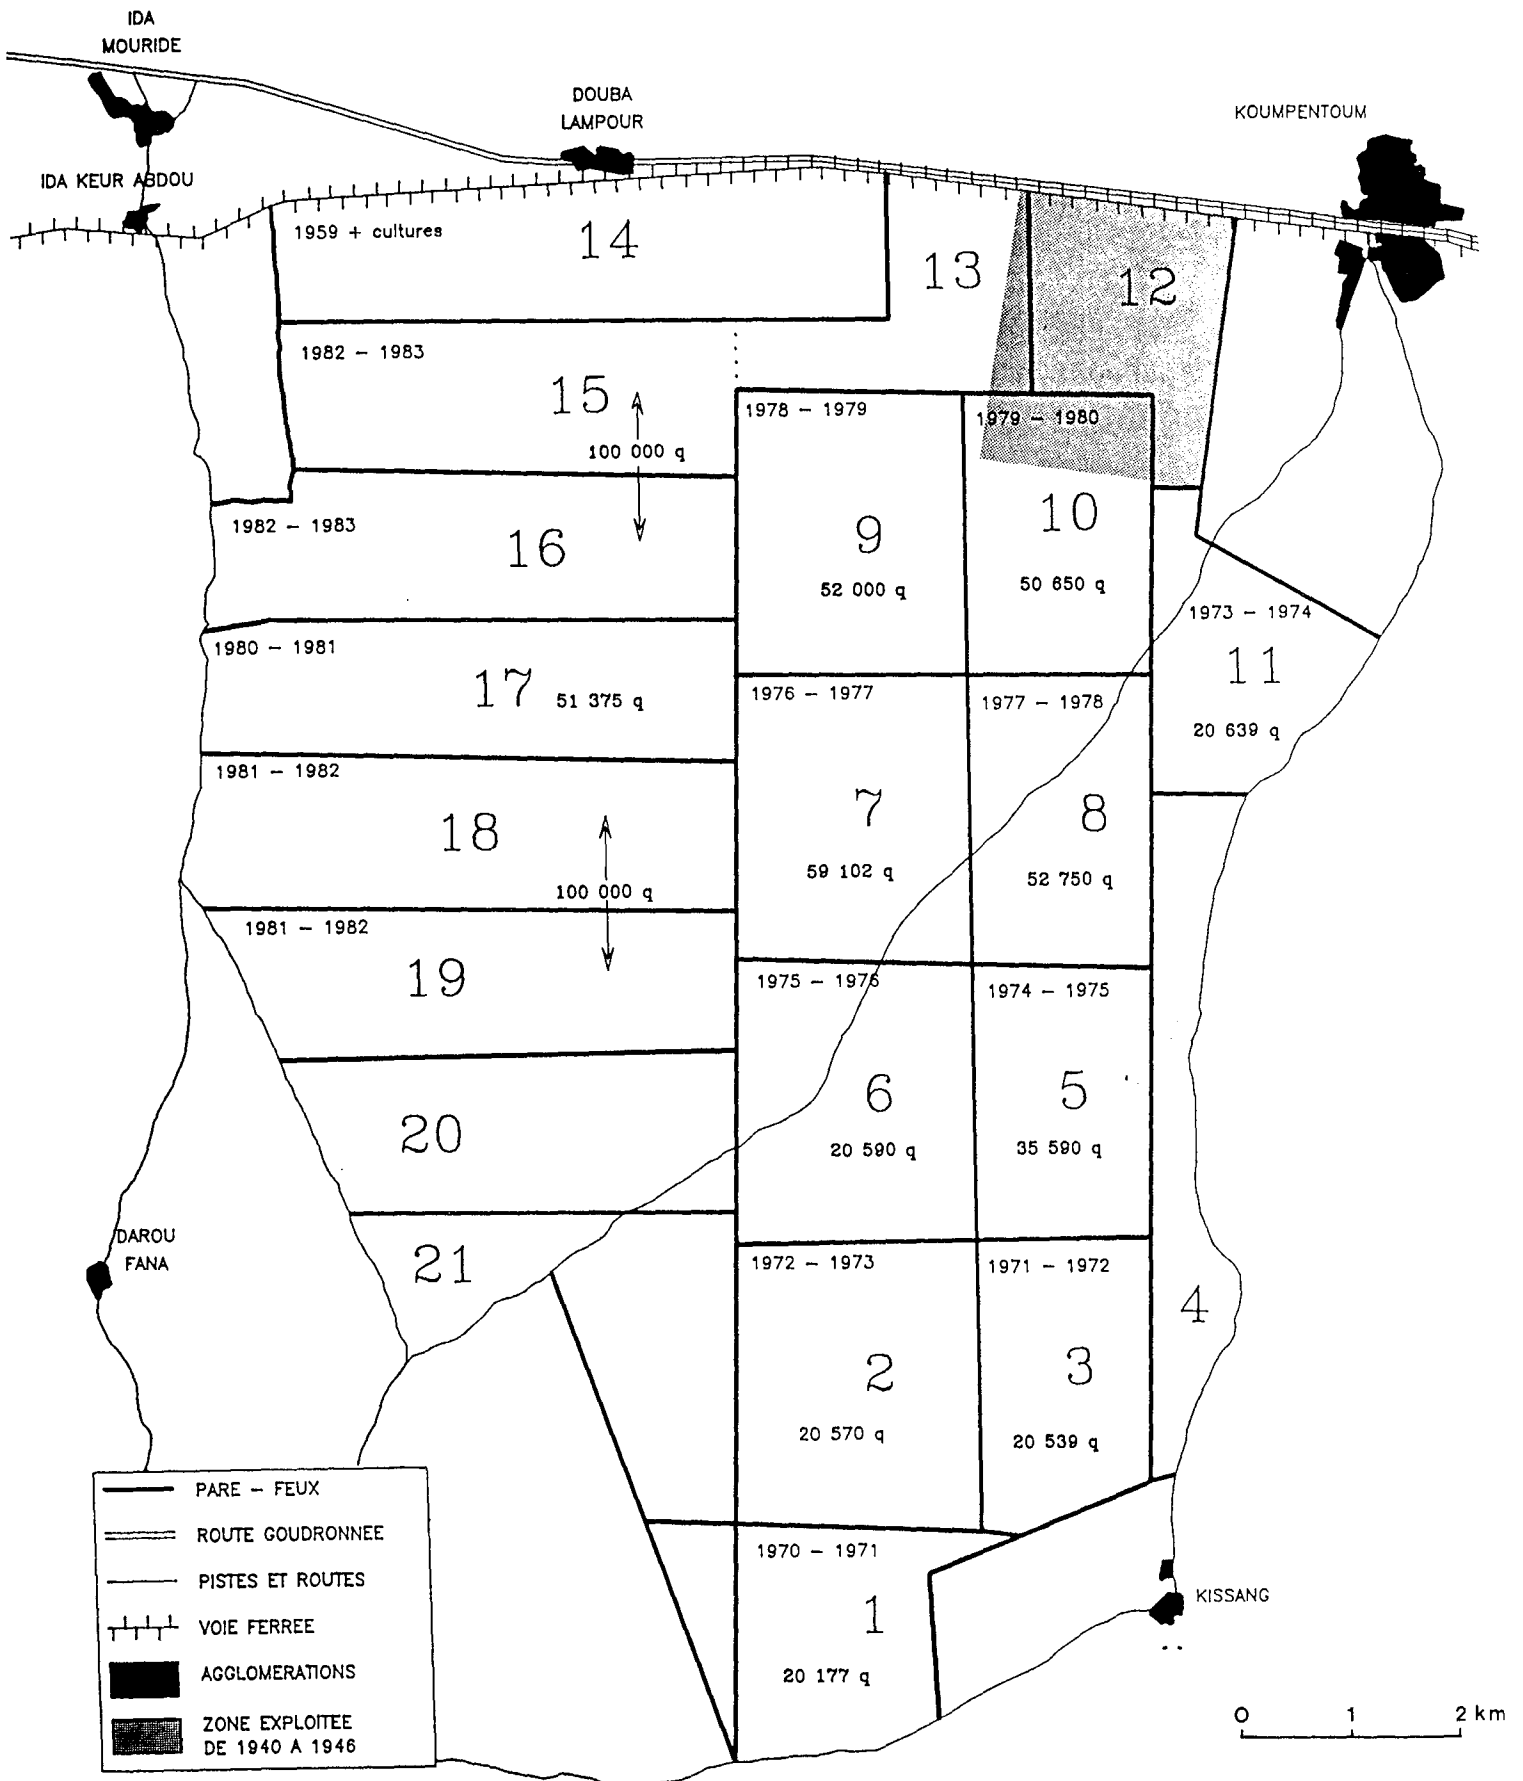 IDA
MOURIDE
DOUBA
LAMPOUR
KOUMPENTOUM
IDA KEUR ABDOU
1959 + cultures
14
13
12
1982 - 1983
15
100 000 q
1978 - 1979
9
52 000 q
1979 - 1980
10
50 650 q
1982 - 1983
16
1973 - 1974
11
20 639 q
1980 - 1981
17
51 375 q
1976 - 1977
7
59 102 q
1977 - 1978
8
52 750 q
1981 - 1982
18
100 000 q
1981 - 1982
19
1975 - 1976
6
20 590 q
1974 - 1975
5
35 590 q
20
21
DAROU
FANA
1972 - 1973
2
20 570 q
1971 - 1972
3
20 539 q
4
1970 - 1971
1
20 177 q
KISSANG
PARE - FEUX
ROUTE GOUDRONNEE
PISTES ET ROUTES
VOIE FERREE
AGGLOMERATIONS
ZONE EXPLOITEE
DE 1940 A 1946
0 1 2 km